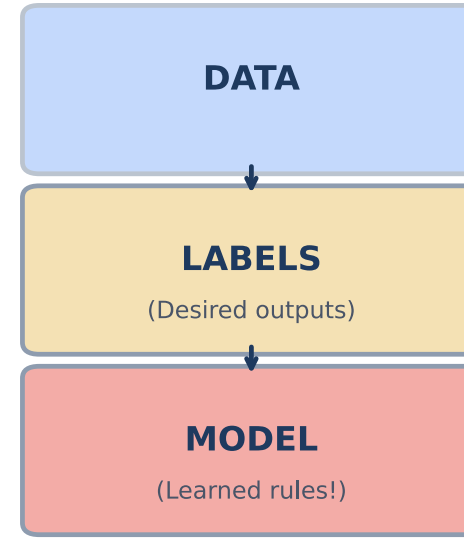 DATA
LABELS
(Desired outputs)
MODEL
(Learned rules!)